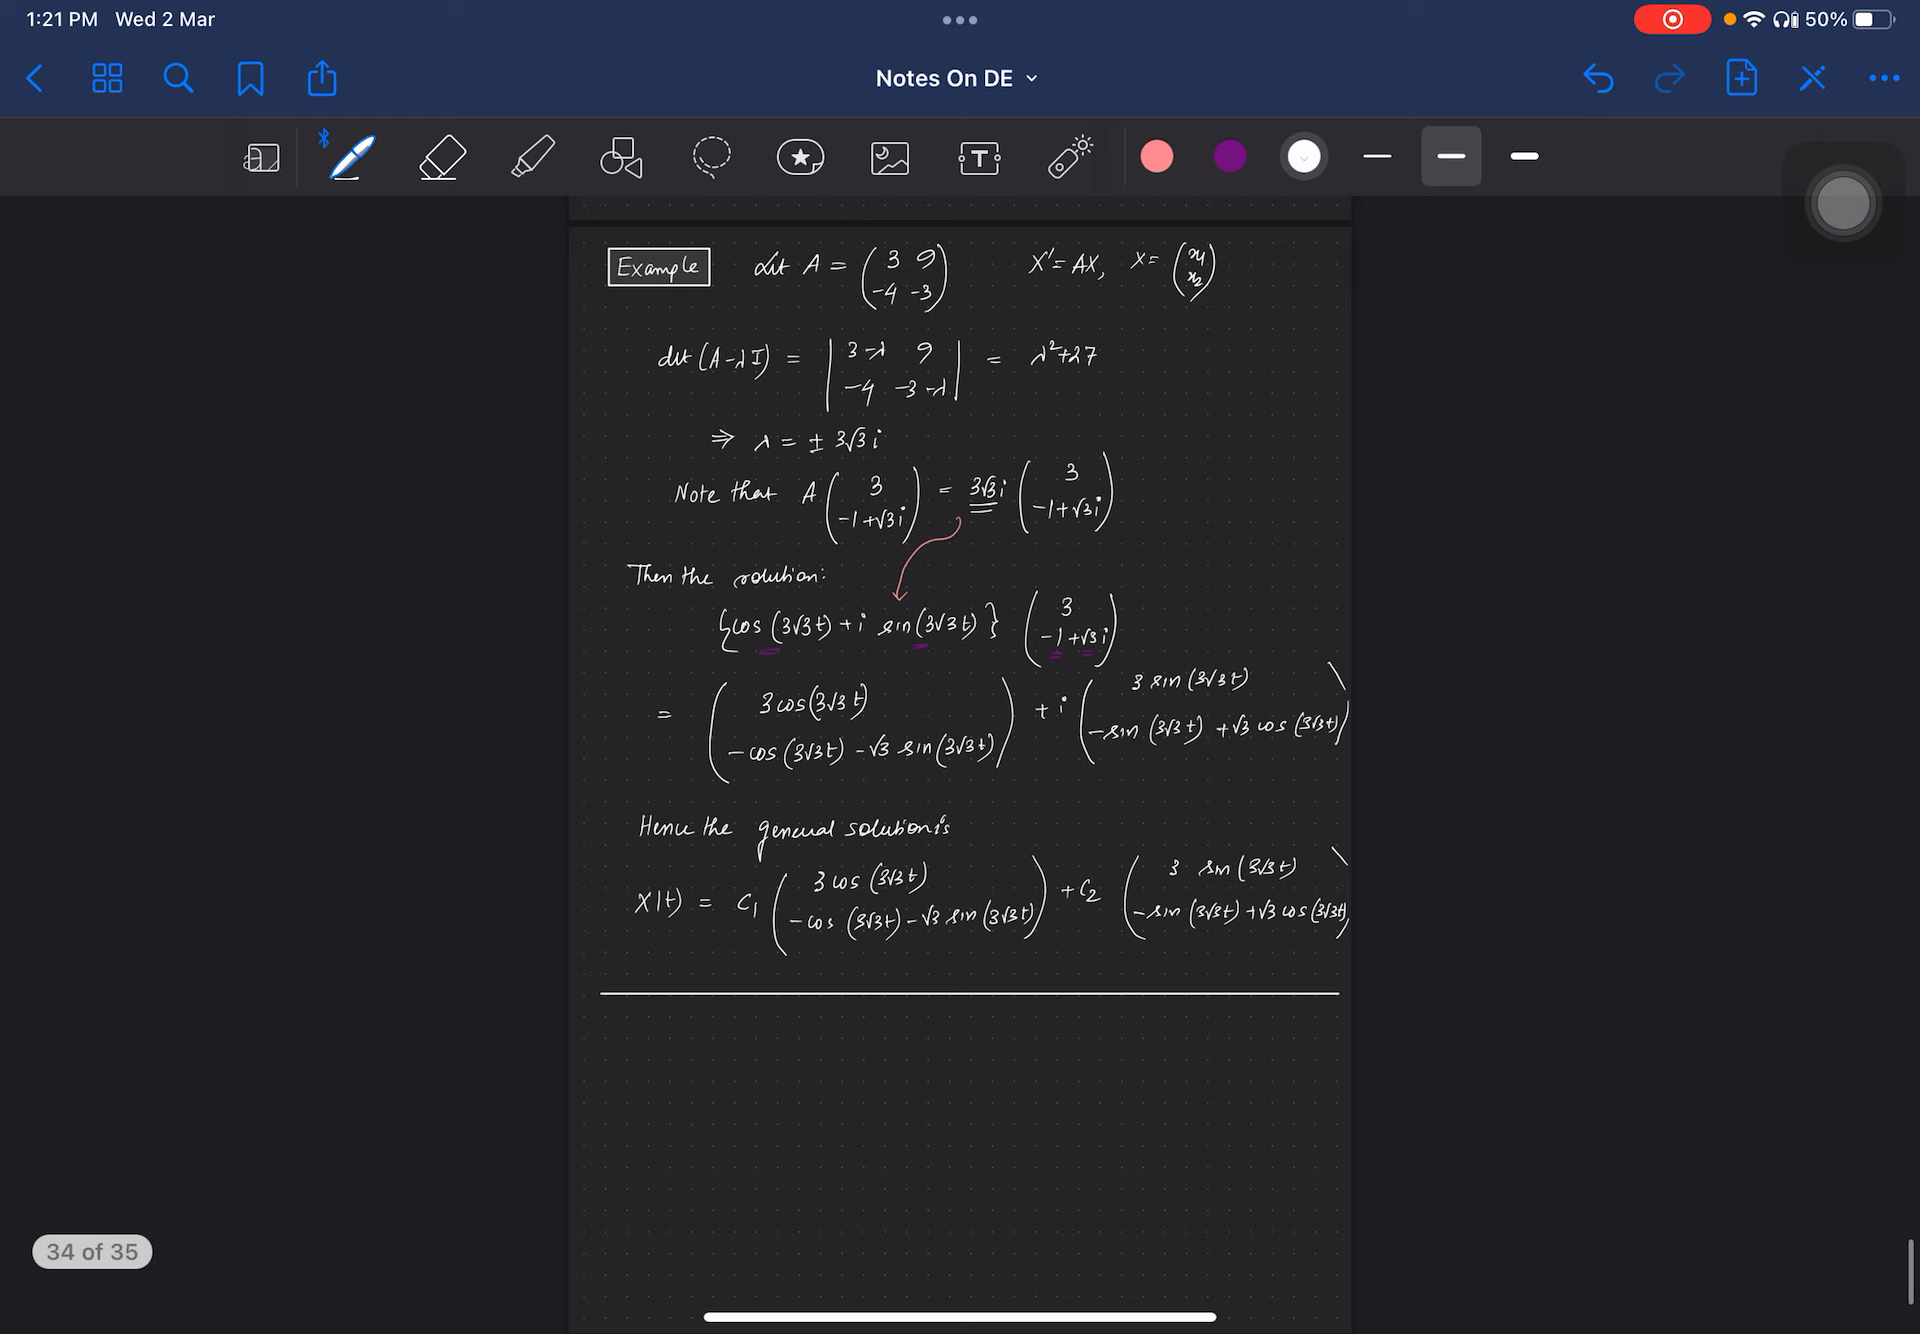 1:21 PM Wed 2 Mar
50%
Notes On DE
Example Let A = (3 9 / -4 -3) X' = AX, X = (x1 / x2)
det (A-λI) = |3-λ 9 / -4 -3-λ| = λ²+27
⇒ λ = ± 3√3 i
Note that A (3 / -1+√3i) = 3√3i (3 / -1+√3i)
Then the solution:
{cos (3√3t) + i sin (3√3t)} (3 / -1+√3i)
= (3 cos(3√3t) / -cos (3√3t) - √3 sin (3√3t)) + i (3 sin (3√3t) / -sin (3√3t) + √3 cos (3√3t))
Hence the general solution is
X(t) = C1 (3 cos (3√3t) / -cos (3√3t) - √3 sin (3√3t)) + C2 (3 sin (3√3t) / -sin (3√3t) + √3 cos (3√3t)
34 of 35